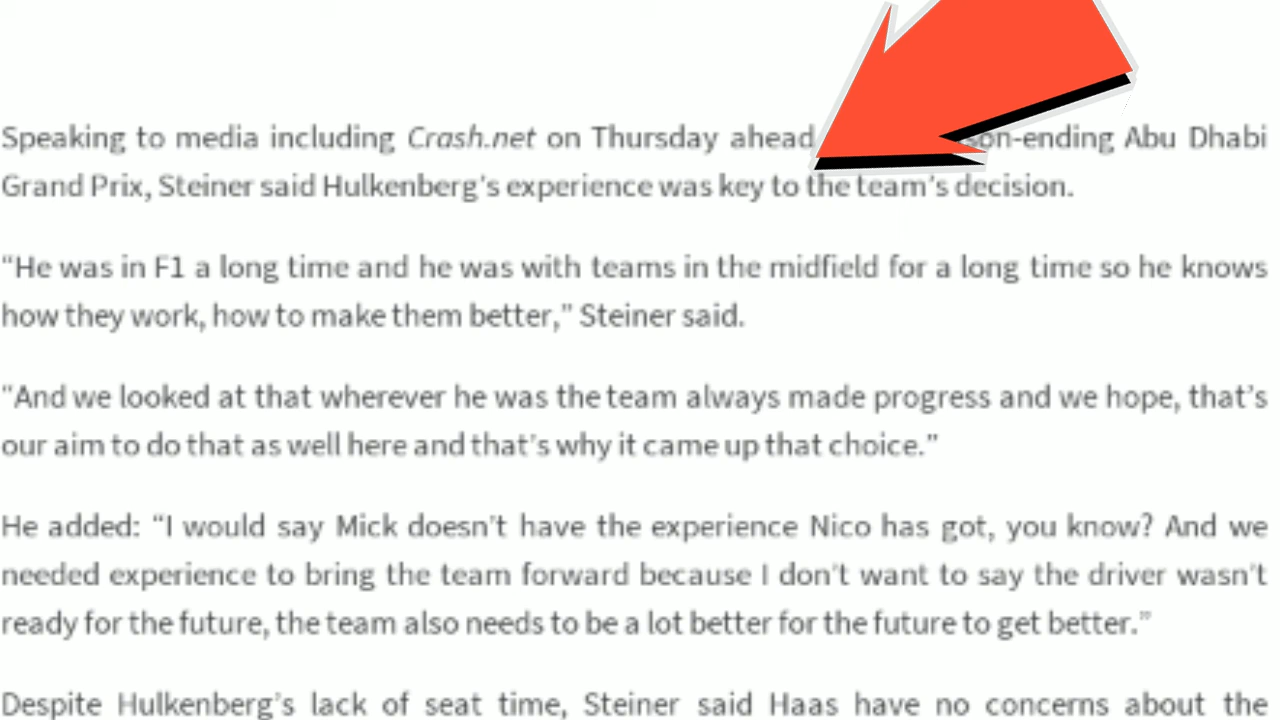 Speaking to media including Crash.net on Thursday ahead son-ending Abu Dhabi
Grand Prix, Steiner said Hulkenberg’s experience was key to the team’s decision.
“He was in F1 a long time and he was with teams in the midfield for a long time so he knows
how they work, how to make them better,” Steiner said.
“And we looked at that wherever he was the team always made progress and we hope, that’s
our aim to do that as well here and that’s why it came up that choice.”
He added: “I would say Mick doesn’t have the experience Nico has got, you know? And we
needed experience to bring the team forward because I don’t want to say the driver wasn’t
ready for the future, the team also needs to be a lot better for the future to get better.”
Despite Hulkenberg’s lack of seat time, Steiner said Haas have no concerns about the